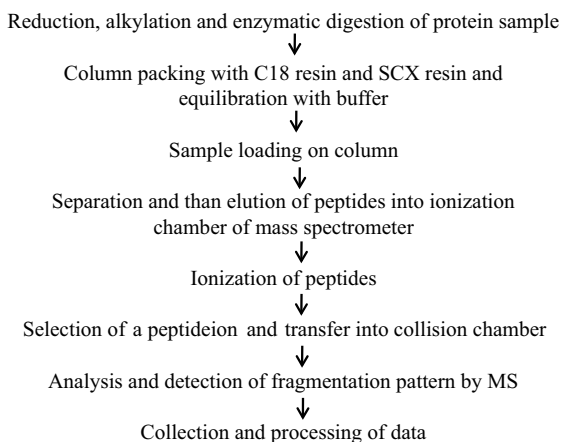 Reduction, alkylation and enzymatic digestion of protein sample
Column packing with C18 resin and SCX resin and
equilibration with buffer
Sample loading on column
Separation and than elution of peptides into ionization
chamber of mass spectrometer
Ionization of peptides
Selection of a peptideion and transfer into collision chamber
Analysis and detection of fragmentation pattern by MS
Collection and processing of data